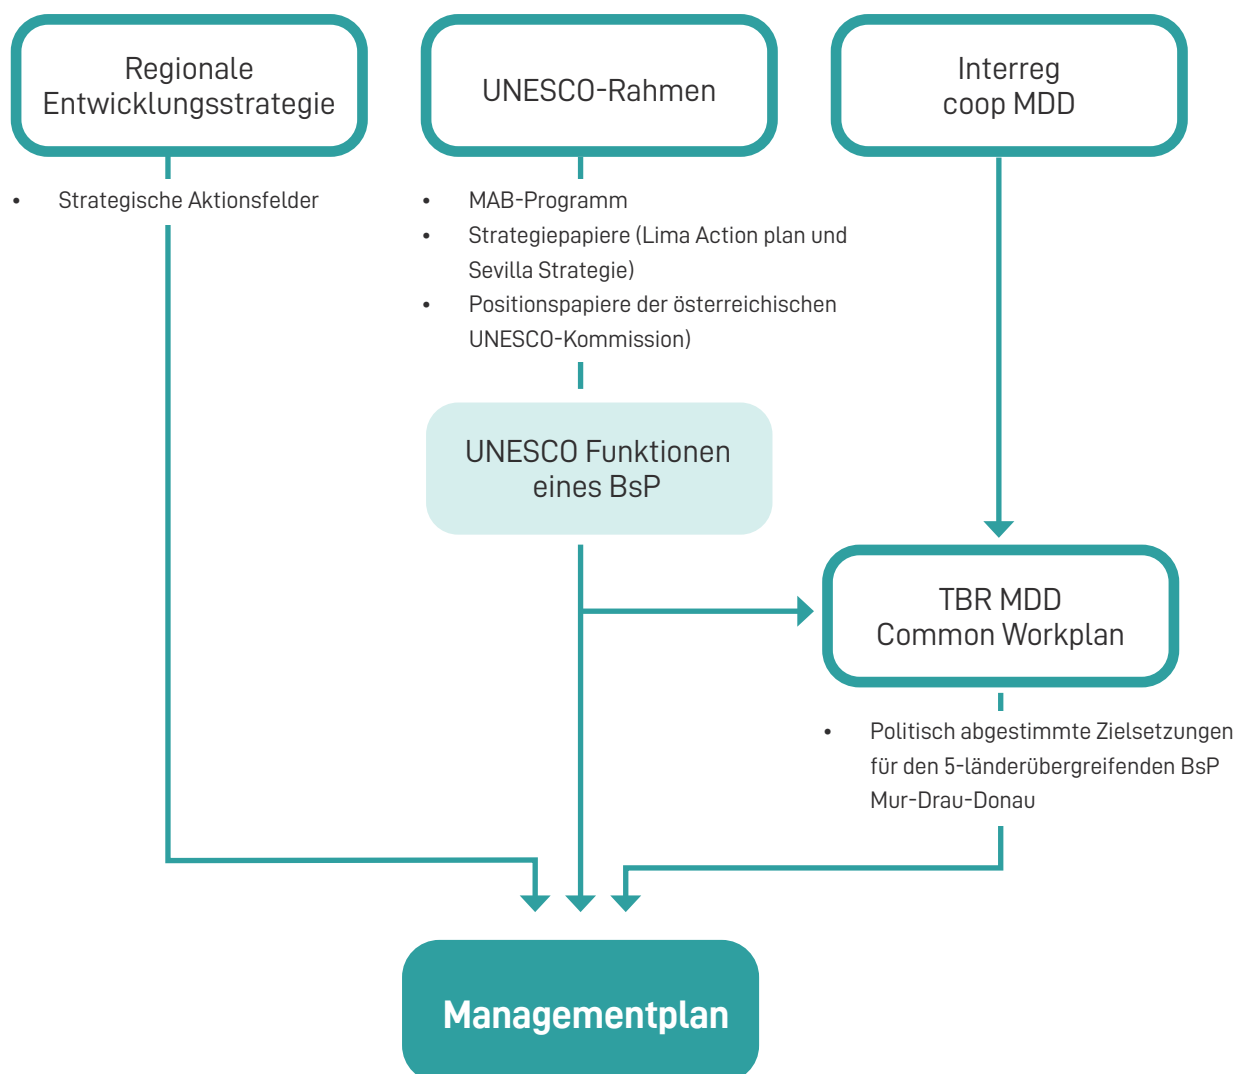 Regionale
Entwicklungsstrategie
UNESCO-Rahmen
Interreg
coop MDD
• Strategische Aktionsfelder
• MAB-Programm
• Strategiepapiere (Lima Action plan und
Sevilla Strategie)
• Positionspapiere der österreichischen
UNESCO-Kommission)
UNESCO Funktionen
eines BsP
TBR MDD
Common Workplan
• Politisch abgestimmte Zielsetzungen
für den 5-länderübergreifenden BsP
Mur-Drau-Donau
Managementplan